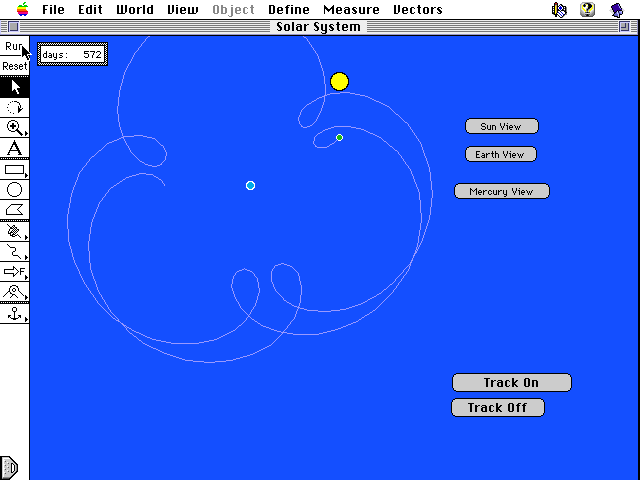 File Edit World View Object Define Measure Vectors
Solar System
Run
Reset
days: 572
A
F
Sun View
Earth View
Mercury View
Track On
Track Off